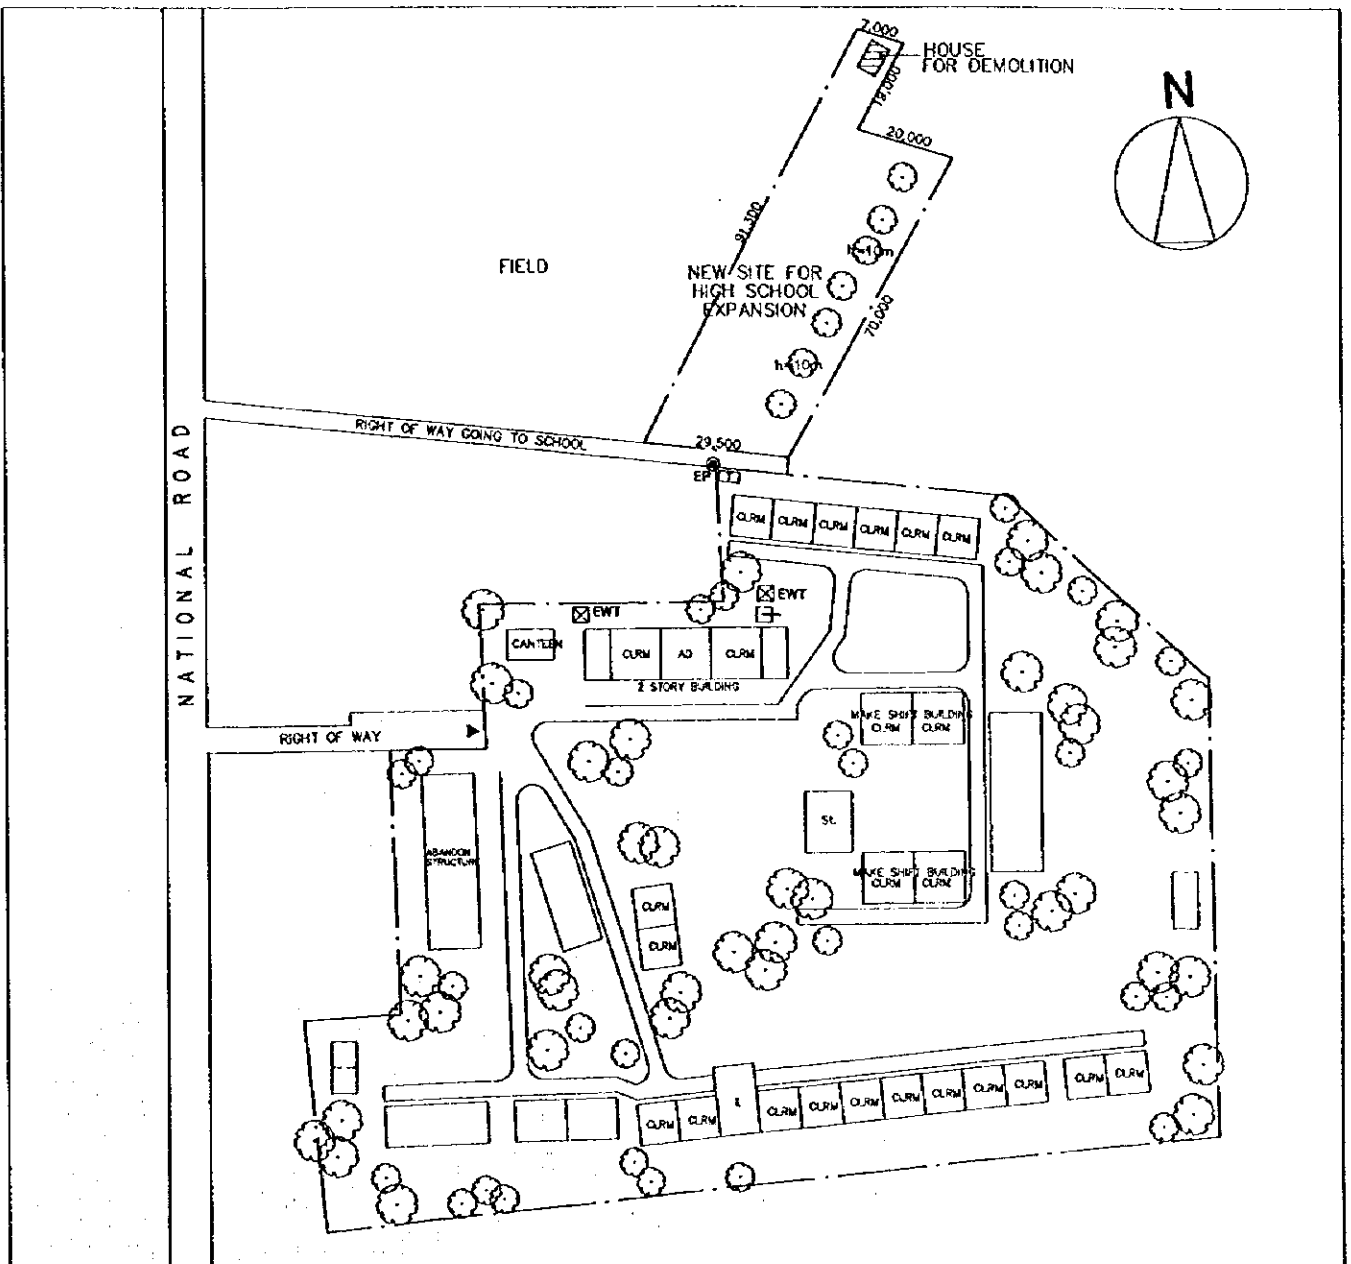 7,000
HOUSE
FOR DEMOLITION
19,000
N
20,000
91,300
FIELD
NEW SITE FOR
HIGH SCHOOL
EXPANSION
h=10m
70,000
h=10m
NATIONAL ROAD
RIGHT OF WAY GOING TO SCHOOL
29,500
EP
T
CLRM CLRM CLRM CLRM CLRM CLRM
EWT
EWT
CANTEEN
CLRM AD CLRM
2 STORY BUILDING
RIGHT OF WAY
MAKE SHIFT BUILDING
CLRM CLRM
St.
ABANDON
STRUCTURE
MAKE SHIFT BUILDING
CLRM CLRM
CLRM
CLRM
CLRM CLRM CLRM CLRM CLRM CLRM CLRM CLRM CLRM CLRM CLRM